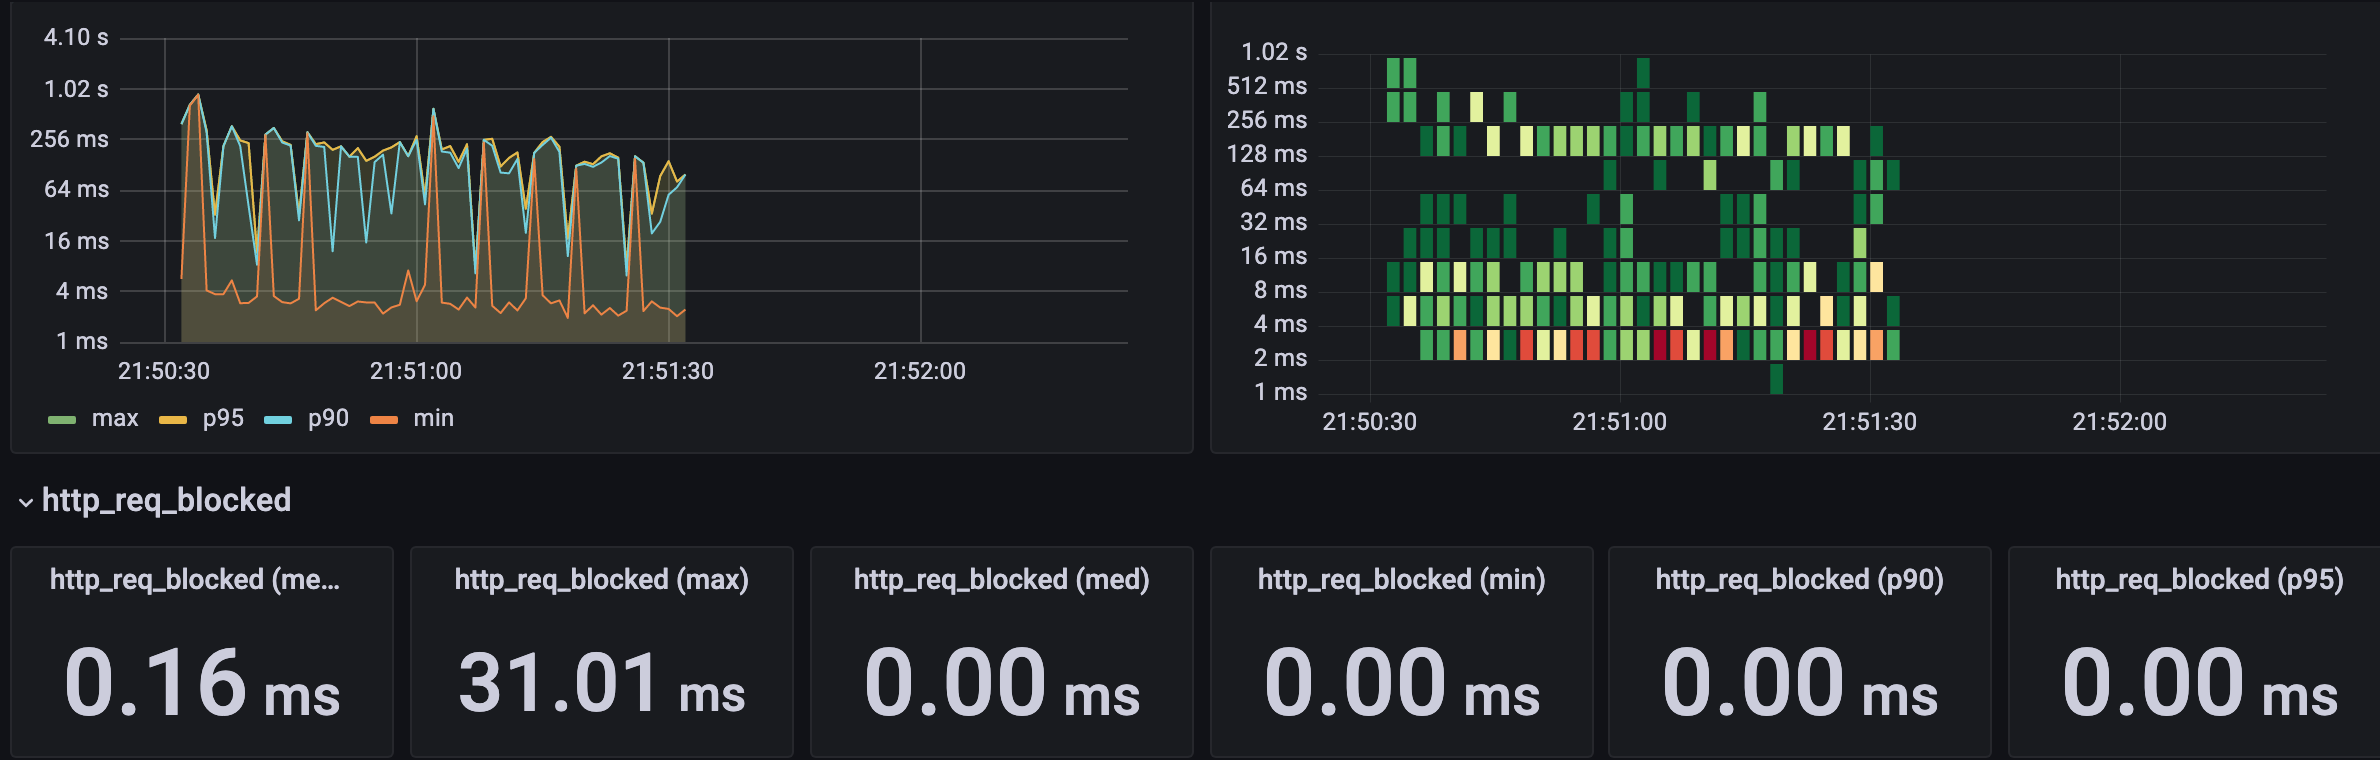 4.10 s
1.02 s
256 ms
64 ms
16 ms
4 ms
1 ms
21:50:30 21:51:00 21:51:30 21:52:00
max p95 p90 min
1.02 s
512 ms
256 ms
128 ms
64 ms
32 ms
16 ms
8 ms
4 ms
2 ms
1 ms
21:50:30 21:51:00 21:51:30 21:52:00
http_req_blocked
http_req_blocked (me...
0.16 ms
http_req_blocked (max)
31.01 ms
http_req_blocked (med)
0.00 ms
http_req_blocked (min)
0.00 ms
http_req_blocked (p90)
0.00 ms
http_req_blocked (p95)
0.00 ms